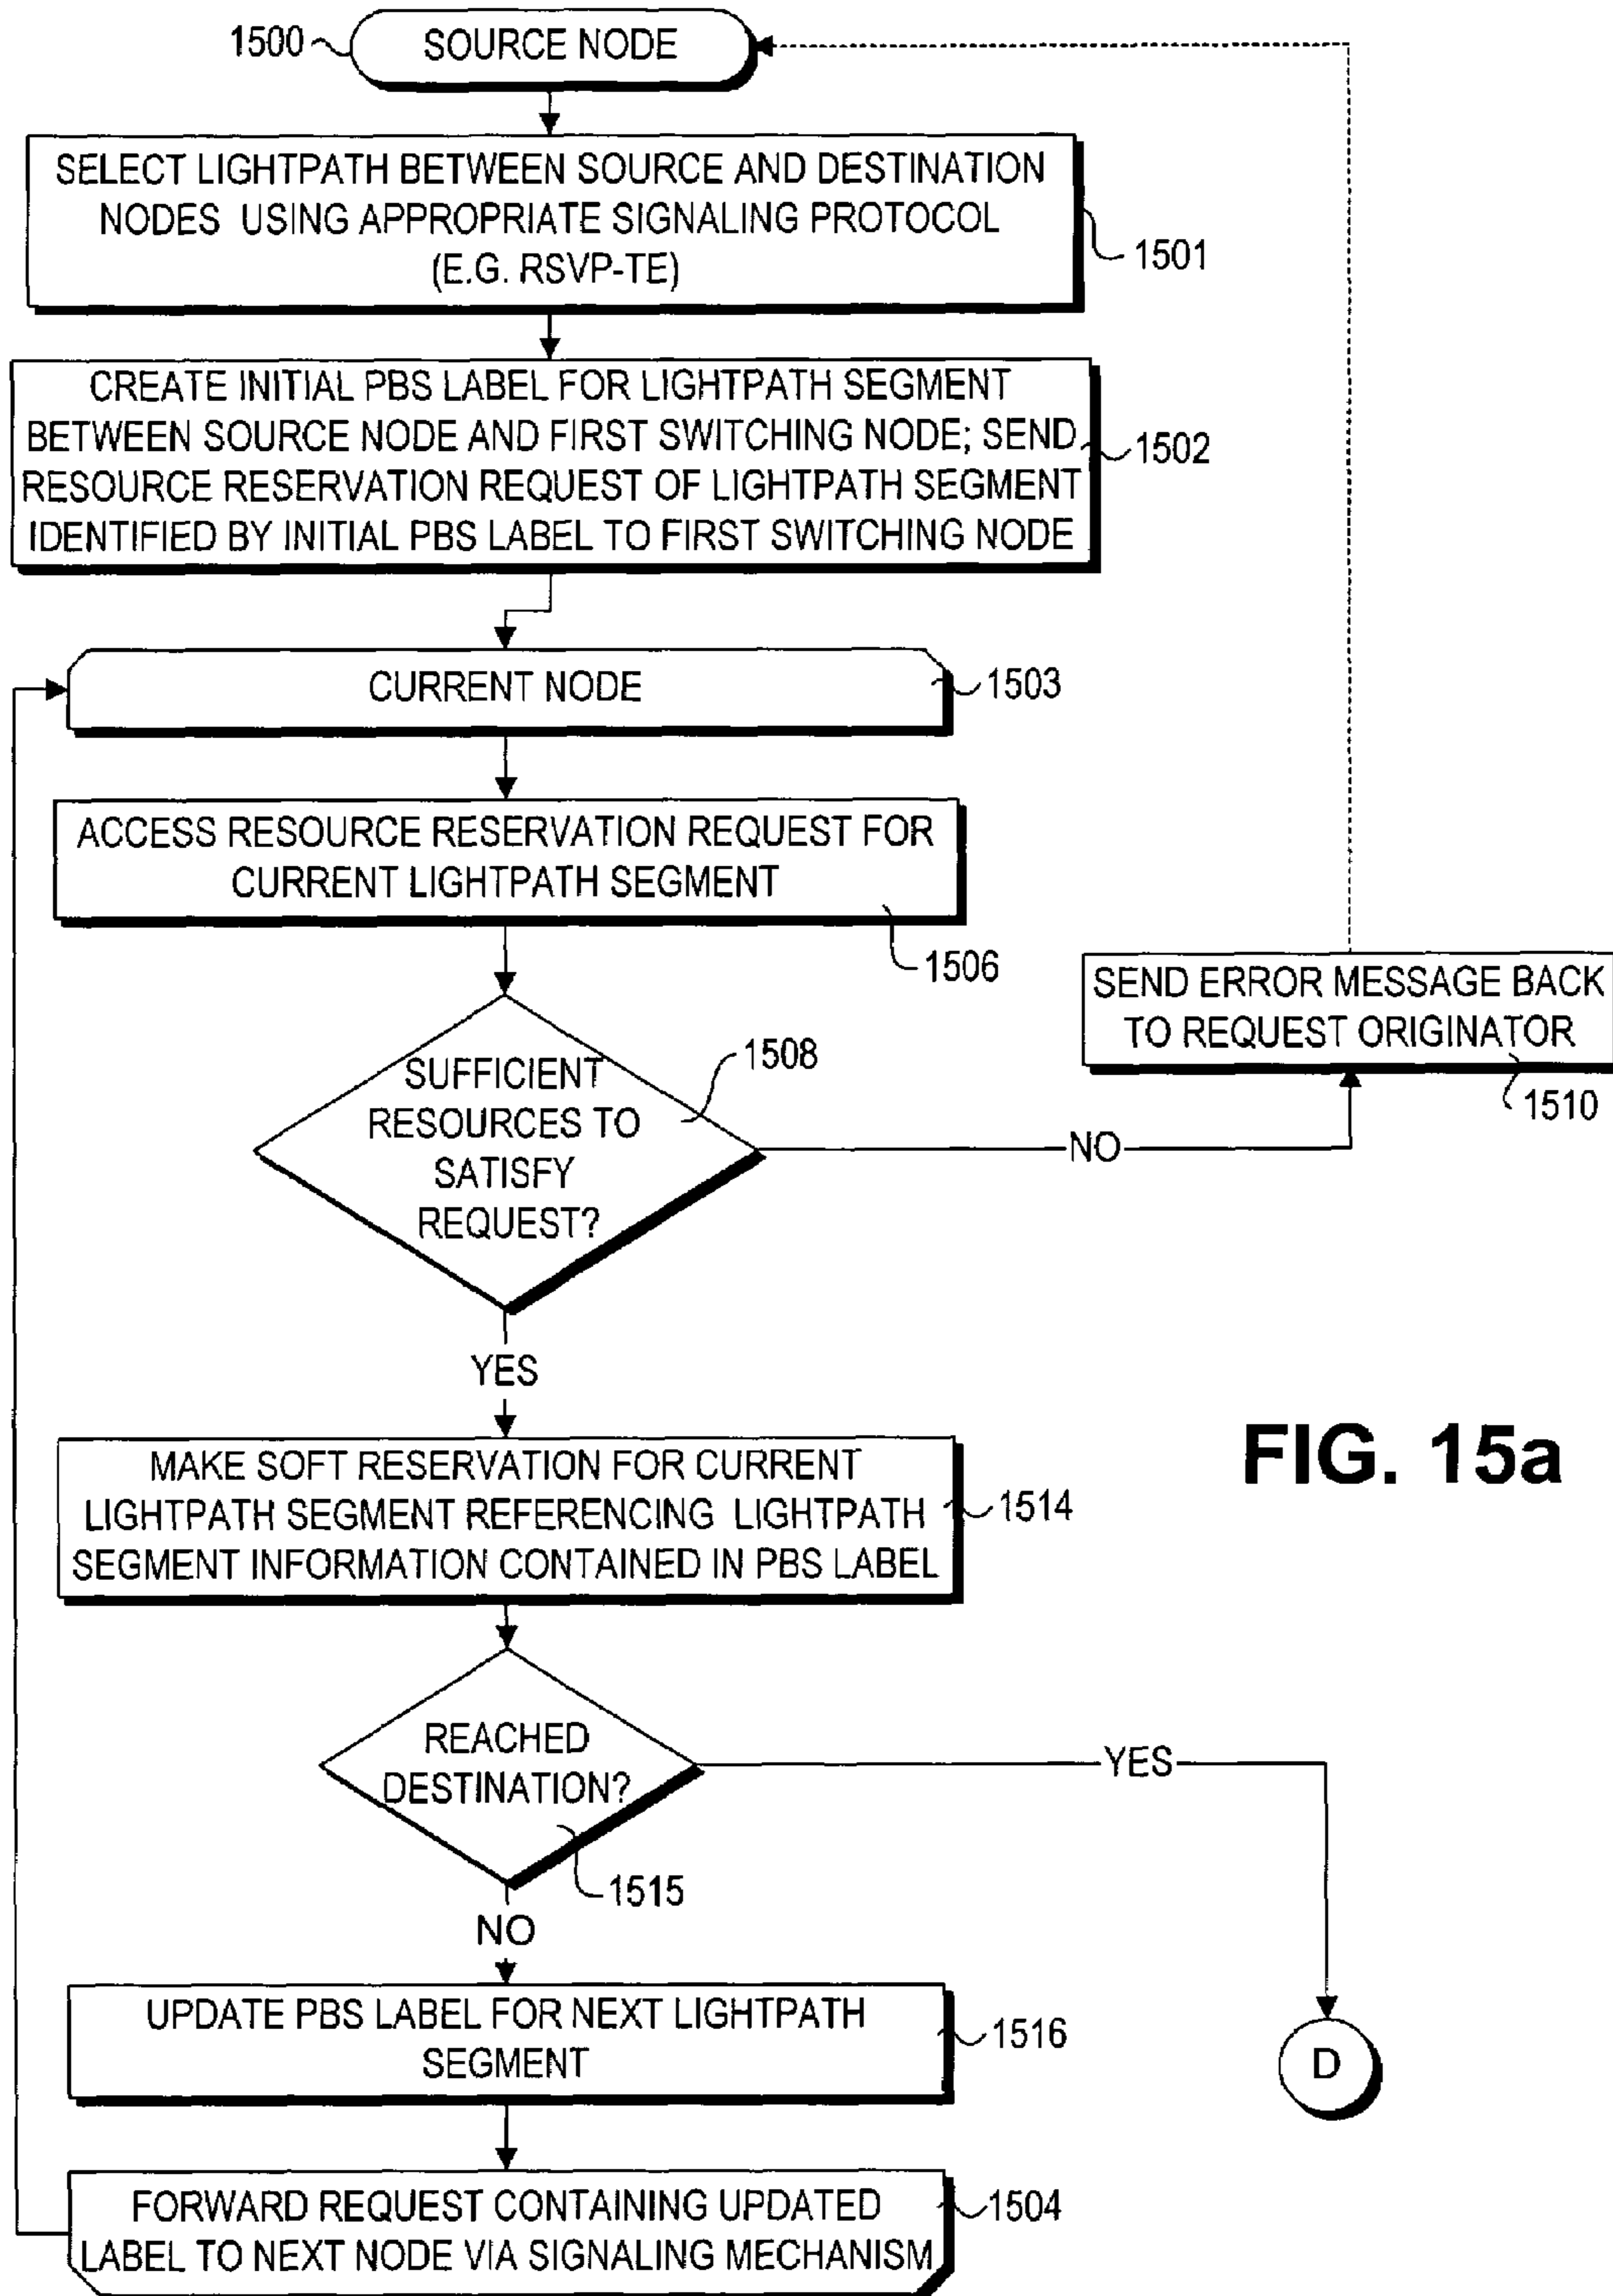 1500
SOURCE NODE
SELECT LIGHTPATH BETWEEN SOURCE AND DESTINATION
NODES USING APPROPRIATE SIGNALING PROTOCOL
(E.G. RSVP-TE)
1501
CREATE INITIAL PBS LABEL FOR LIGHTPATH SEGMENT
BETWEEN SOURCE NODE AND FIRST SWITCHING NODE; SEND
RESOURCE RESERVATION REQUEST OF LIGHTPATH SEGMENT
IDENTIFIED BY INITIAL PBS LABEL TO FIRST SWITCHING NODE
1502
CURRENT NODE
1503
ACCESS RESOURCE RESERVATION REQUEST FOR
CURRENT LIGHTPATH SEGMENT
1506
SUFFICIENT
RESOURCES TO
SATISFY
REQUEST?
1508
NO
SEND ERROR MESSAGE BACK
TO REQUEST ORIGINATOR
1510
YES
MAKE SOFT RESERVATION FOR CURRENT
LIGHTPATH SEGMENT REFERENCING LIGHTPATH
SEGMENT INFORMATION CONTAINED IN PBS LABEL
1514
FIG. 15a
REACHED
DESTINATION?
1515
YES
NO
UPDATE PBS LABEL FOR NEXT LIGHTPATH
SEGMENT
1516
D
FORWARD REQUEST CONTAINING UPDATED
LABEL TO NEXT NODE VIA SIGNALING MECHANISM
1504